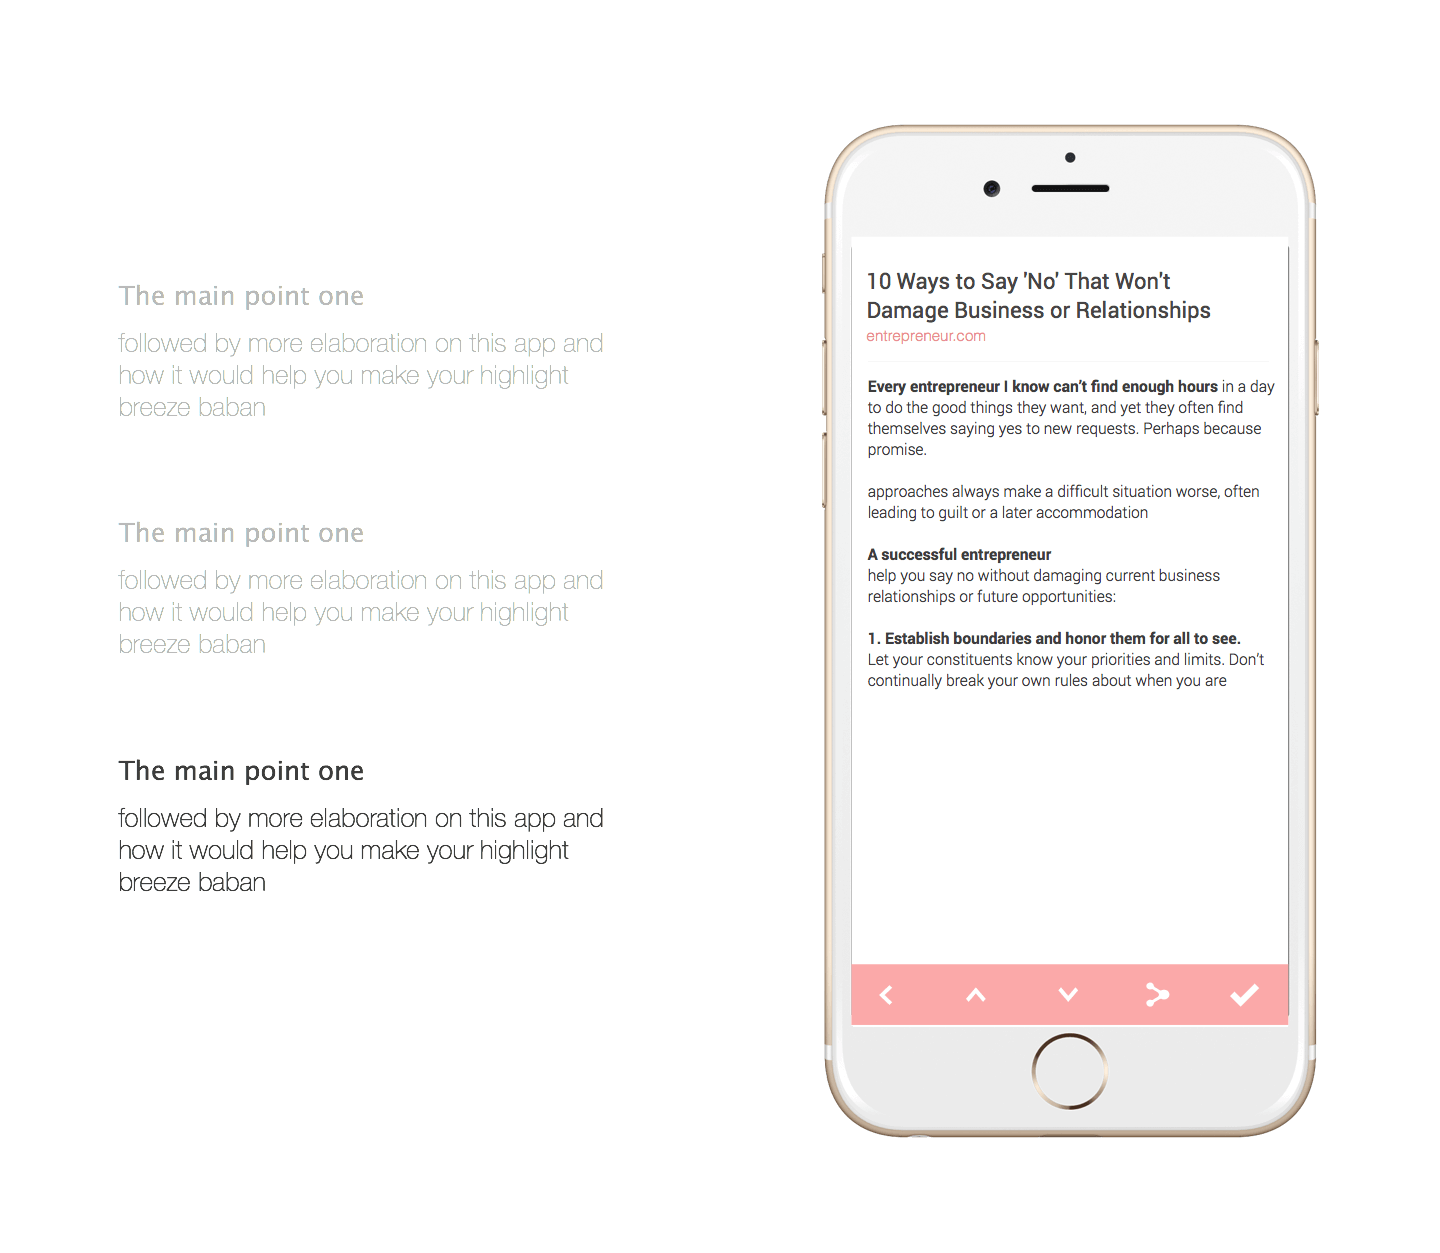 The main point one
followed by more elaboration on this app and
how it would help you make your highlight
breeze baban
The main point one
followed by more elaboration on this app and
how it would help you make your highlight
breeze baban
The main point one
followed by more elaboration on this app and
how it would help you make your highlight
breeze baban
10 Ways to Say 'No' That Won't
Damage Business or Relationships
entrepreneur.com
Every entrepreneur I know can't find enough hours in a day
to do the good things they want, and yet they often find
themselves saying yes to new requests. Perhaps because
promise.
approaches always make a difficult situation worse, often
leading to guilt or a later accommodation
A successful entrepreneur
help you say no without damaging current business
relationships or future opportunities:
1. Establish boundaries and honor them for all to see.
Let your constituents know your priorities and limits. Don't
continually break your own rules about when you are